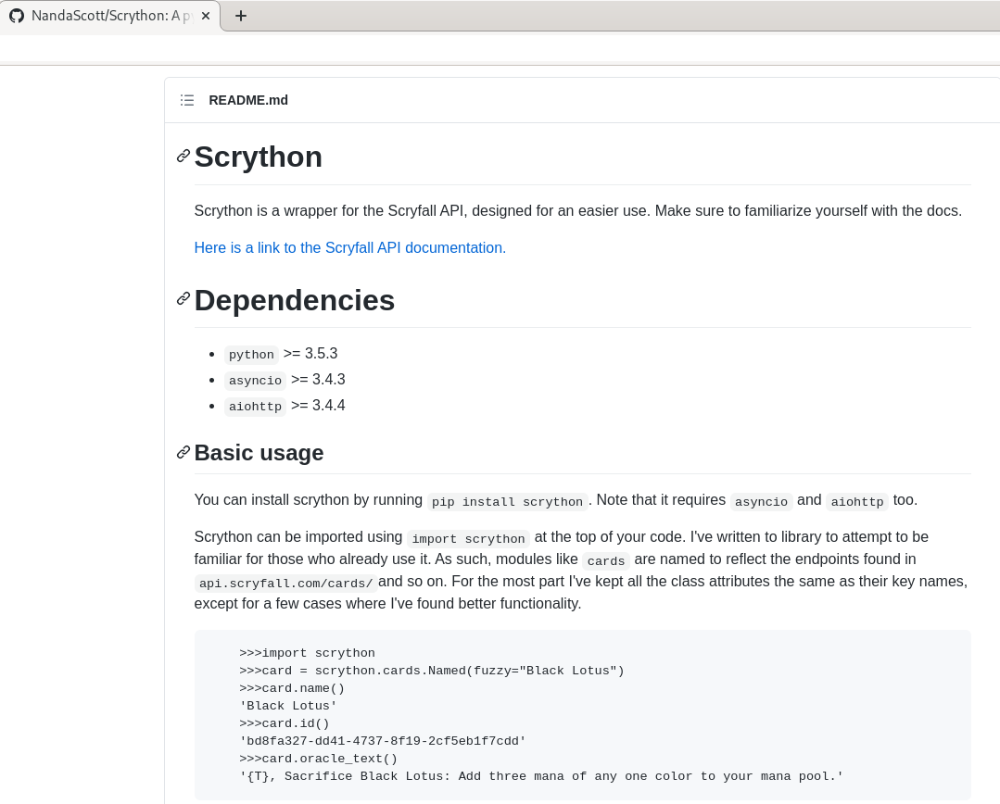 NandaScott/Scrython: A p
README.md
Scrython
Scrython is a wrapper for the Scryfall API, designed for an easier use. Make sure to familiarize yourself with the docs.
Here is a link to the Scryfall API documentation.
Dependencies
python >= 3.5.3
asyncio >= 3.4.3
aiohttp >= 3.4.4
Basic usage
You can install scrython by running pip install scrython. Note that it requires asyncio and aiohttp too.
Scrython can be imported using import scrython at the top of your code. I've written to library to attempt to be
familiar for those who already use it. As such, modules like cards are named to reflect the endpoints found in
api.scryfall.com/cards/ and so on. For the most part I've kept all the class attributes the same as their key names,
except for a few cases where I've found better functionality.
>>>import scrython
>>>card = scrython.cards.Named(fuzzy="Black Lotus")
>>>card.name()
'Black Lotus'
>>>card.id()
'bd8fa327-dd41-4737-8f19-2cf5eb1f7cdd'
>>>card.oracle_text()
'{T}, Sacrifice Black Lotus: Add three mana of any one color to your mana pool.'